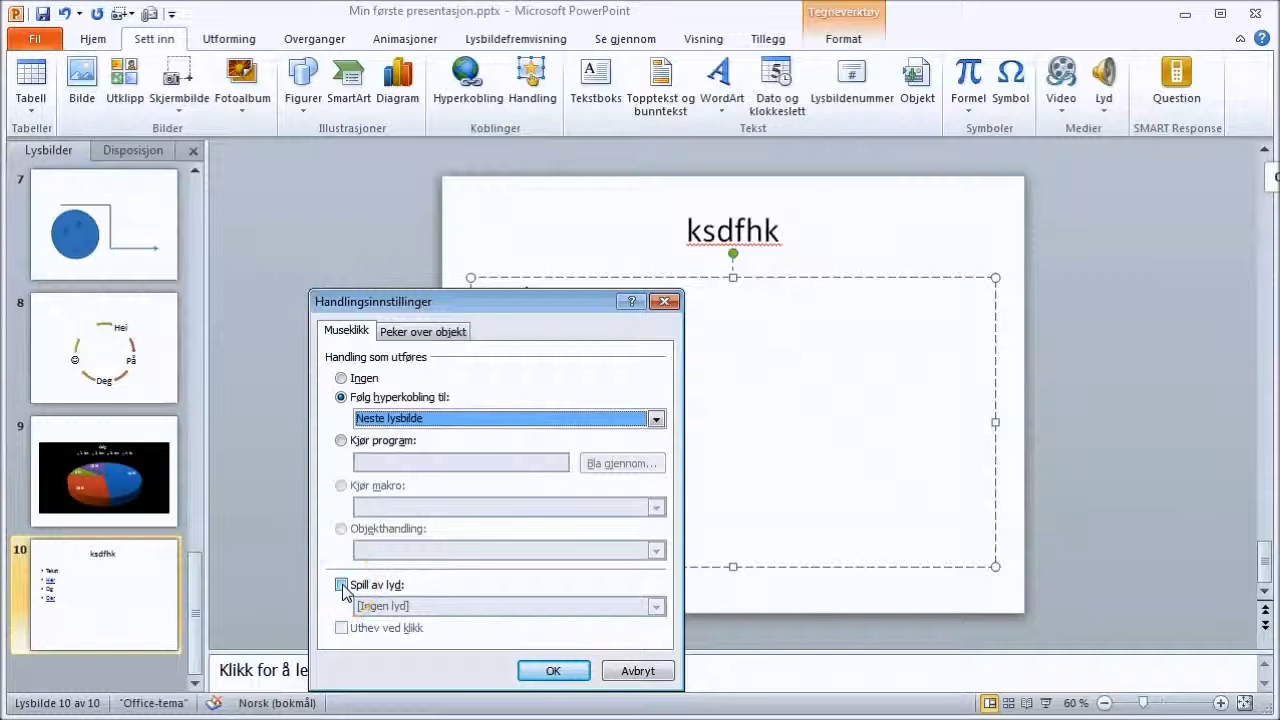 Min første presentasjon.pptx - Microsoft PowerPoint
Tegneverktøy
Fil Hjem Sett inn Utforming Overganger Animasjoner Lysbildefremvisning Se gjennom Visning Tillegg Format
Tabell Bilde Utklipp Skjermbilde Fotoalbum Figurer SmartArt Diagram Hyperkobling Handling Tekstboks Topptekst og bunntekst WordArt Dato og klokkeslett Lysbildenummer Objekt Formel Symbol Video Lyd Question
Tabeller Bilder Illustrasjoner Koblinger Tekst Symboler Medier SMART Response
Lysbilder Disposisjon
7
8
Hei
På
Deg
9
10
ksdfhk
Tekst
Og
ksdfhk
Handlingsinnstillinger
Museklikk Peker over objekt
Handling som utføres
Ingen
Følg hyperkobling til:
Neste lysbilde
Kjør program:
Bla gjennom...
Kjør makro:
Objekthandling:
Spill av lyd:
[Ingen lyd]
Uthev ved klikk
OK Avbryt
Klikk for å le
Lysbilde 10 av 10 "Office-tema" Norsk (bokmål) 60 %